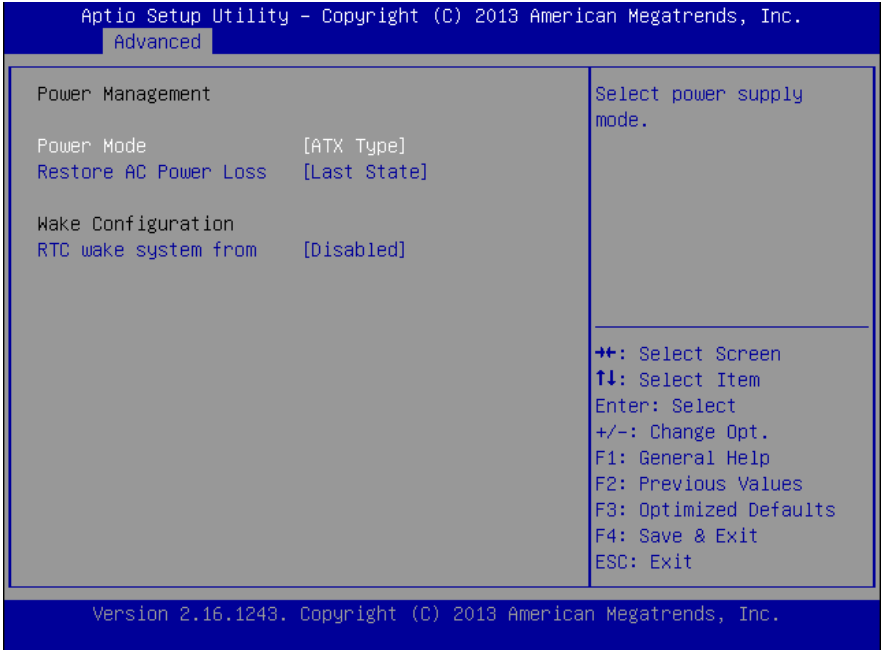 Aptio Setup Utility – Copyright (C) 2013 American Megatrends, Inc.
Advanced
Power Management
Power Mode [ATX Type]
Restore AC Power Loss [Last State]
Wake Configuration
RTC wake system from [Disabled]
Select power supply
mode.
→←: Select Screen
↑↓: Select Item
Enter: Select
+/-: Change Opt.
F1: General Help
F2: Previous Values
F3: Optimized Defaults
F4: Save & Exit
ESC: Exit
Version 2.16.1243. Copyright (C) 2013 American Megatrends, Inc.